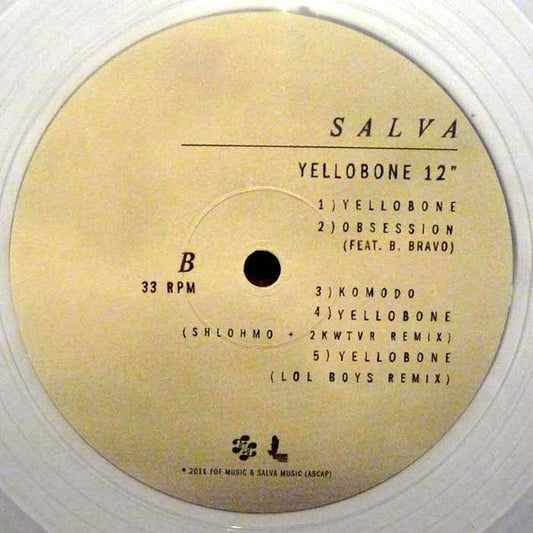 SALVA
YELLOBONE 12"
1) YELLOBONE
2) OBSESSION
(FEAT. B. BRAVO)
B
33 RPM
3) KOMODO
4) YELLOBONE
(SHLOHMO + 2KWTVR REMIX)
5) YELLOBONE
(LOL BOYS REMIX)
℗ 2011 FOF MUSIC & SALVA MUSIC (ASCAP)